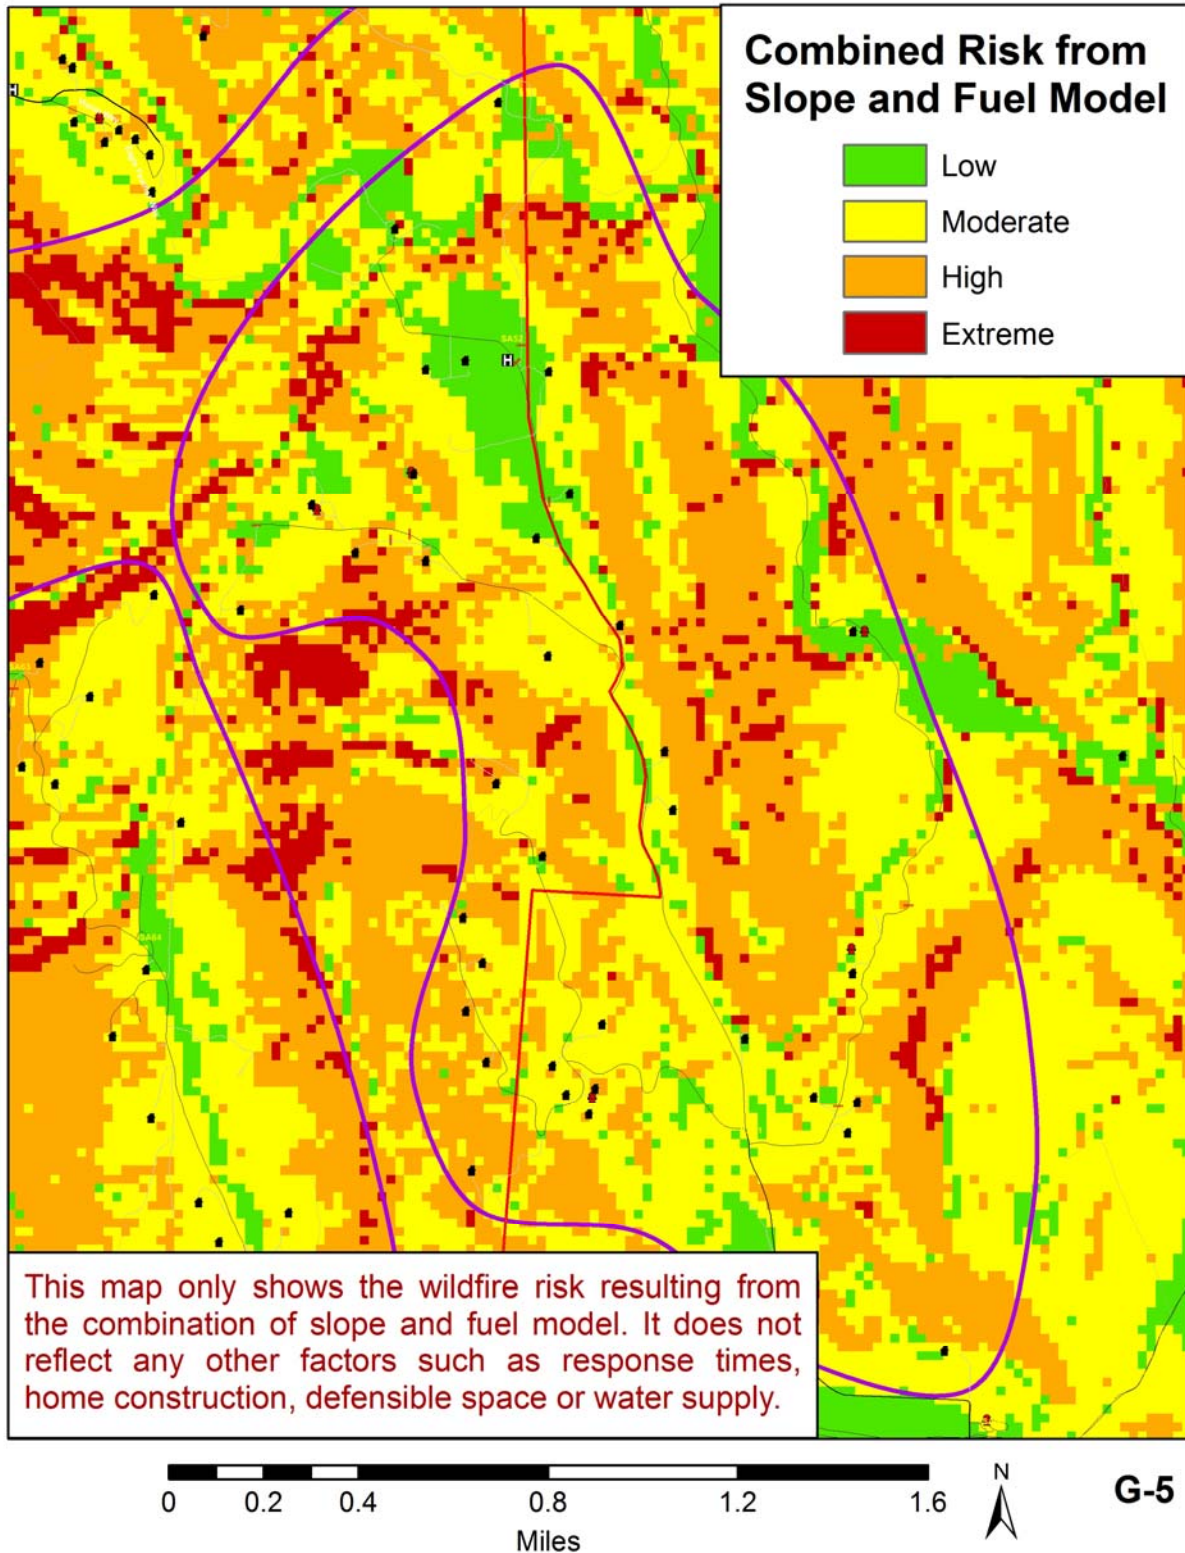 Combined Risk from
Slope and Fuel Model
Low
Moderate
High
Extreme
H
H
SA52
SA64
This map only shows the wildfire risk resulting from
the combination of slope and fuel model. It does not
reflect any other factors such as response times,
home construction, defensible space or water supply.
0 0.2 0.4 0.8 1.2 1.6
Miles
N
G-5